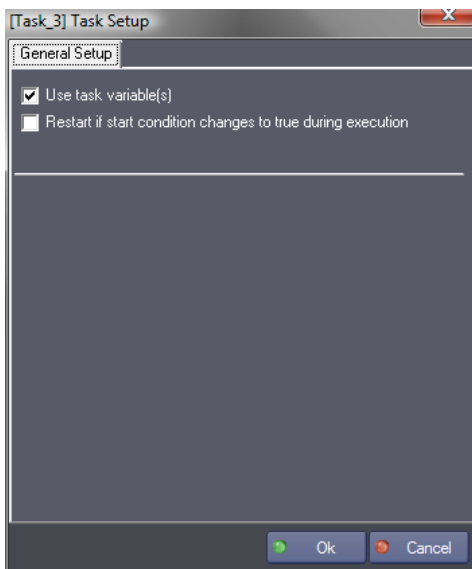 [Task_3] Task Setup
General Setup
Use task variable(s)
Restart if start condition changes to true during execution
Ok Cancel